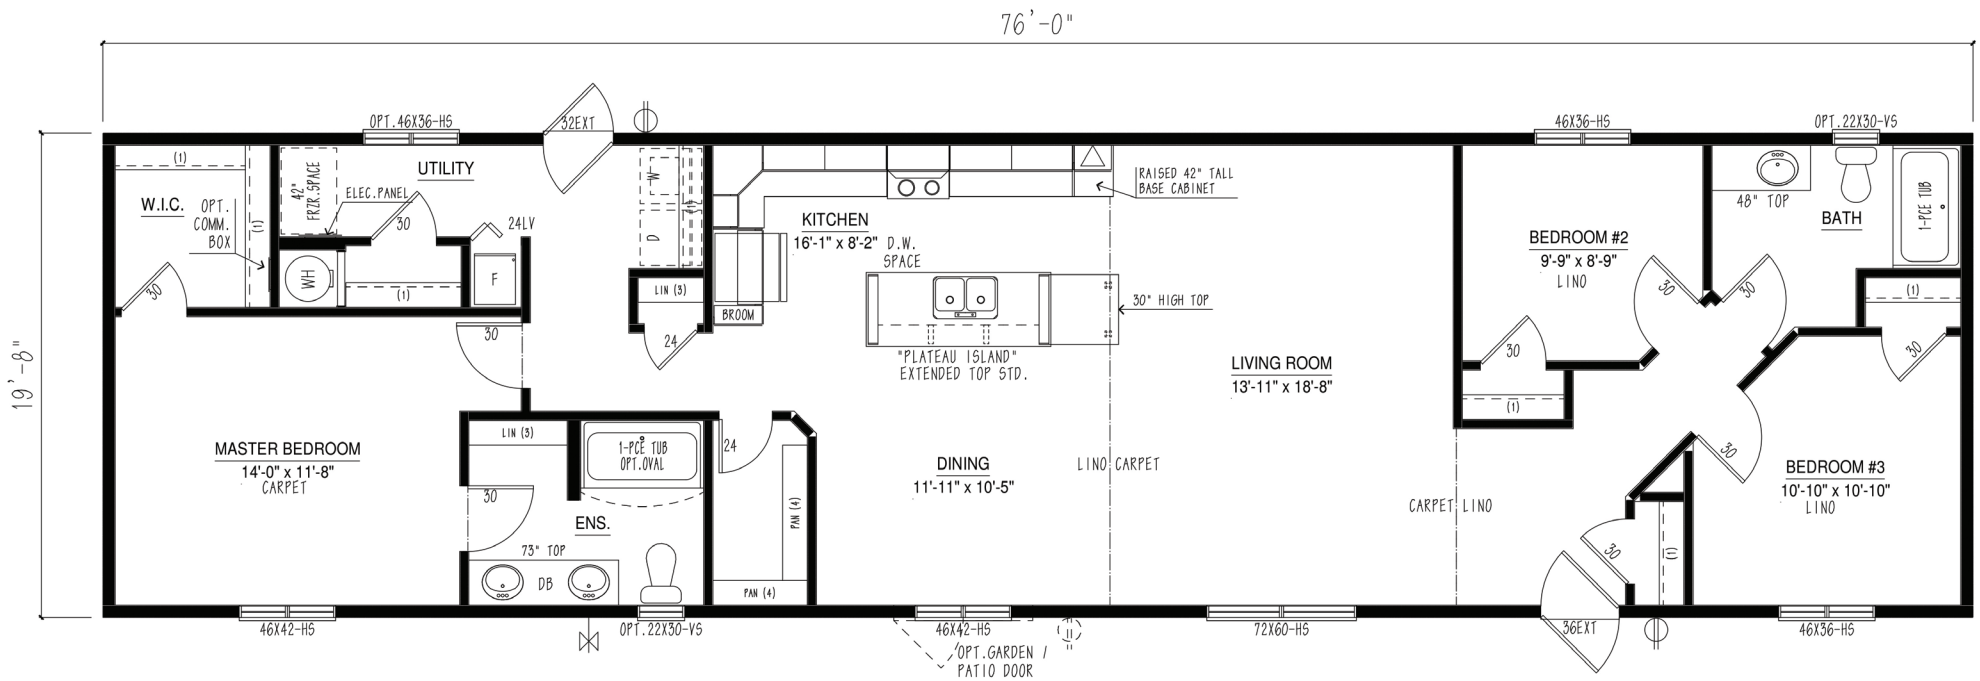 76'-0"
19'-8"
OPT.46X36-HS
32EXT
46X36-HS
OPT.22X30-VS
(1)
W.I.C.
OPT.
COMM.
BOX
(1)
30
42"
FRZR.SPACE
UTILITY
ELEC.PANEL
30
24LV
WH
(1)
F
W
D
(1)
LIN (3)
24
BROOM
KITCHEN
16'-1" x 8'-2"
D.W.
SPACE
RAISED 42" TALL
BASE CABINET
30" HIGH TOP
"PLATEAU ISLAND"
EXTENDED TOP STD.
LIVING ROOM
13'-11" x 18'-8"
BEDROOM #2
9'-9" x 8'-9"
LINO
30
30
(1)
48" TOP
BATH
1-PCE TUB
30
(1)
30
30
MASTER BEDROOM
14'-0" x 11'-8"
CARPET
LIN (3)
30
1-PCE TUB
OPT.OVAL
ENS.
73" TOP
DB
24
PAN (4)
PAN (4)
DINING
11'-11" x 10'-5"
LINO
CARPET
CARPET
LINO
30
BEDROOM #3
10'-10" x 10'-10"
LINO
30
(1)
46X42-HS
OPT.22X30-VS
46X42-HS
OPT.GARDEN /
PATIO DOOR
72X60-HS
36EXT
46X36-HS